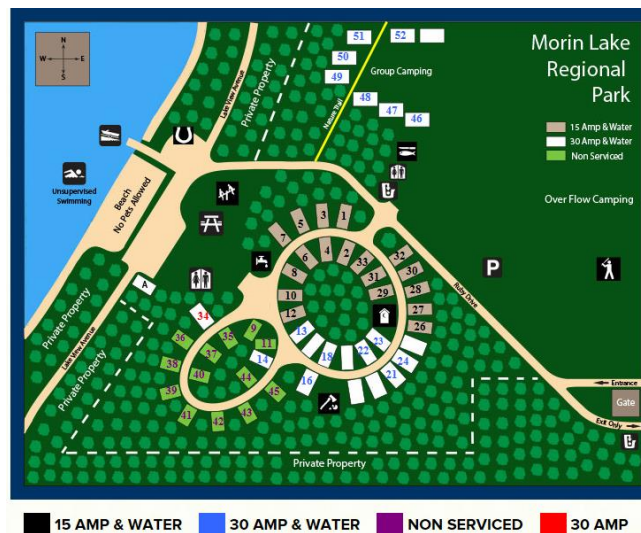 N
W E
S
Morin Lake
Regional
Park
15 Amp & Water
30 Amp & Water
Non Serviced
Over Flow Camping
51
52
50
49
Group Camping
48
47
46
Nature Trail
Lake View Avenue
Private Property
Unsupervised
Swimming
Beach
No Pets Allowed
A
P
Ruby Drive
7
5
3
1
6
4
2
33
32
8
31
30
10
29
28
12
27
26
13
18
22
23
24
21
16
34
36
35
9
11
37
14
38
40
44
39
45
41
42
43
Private Property
Lake View Avenue
Private Property
Private Property
Entrance
Gate
Exit Only
15 AMP & WATER
30 AMP & WATER
NON SERVICED
30 AMP